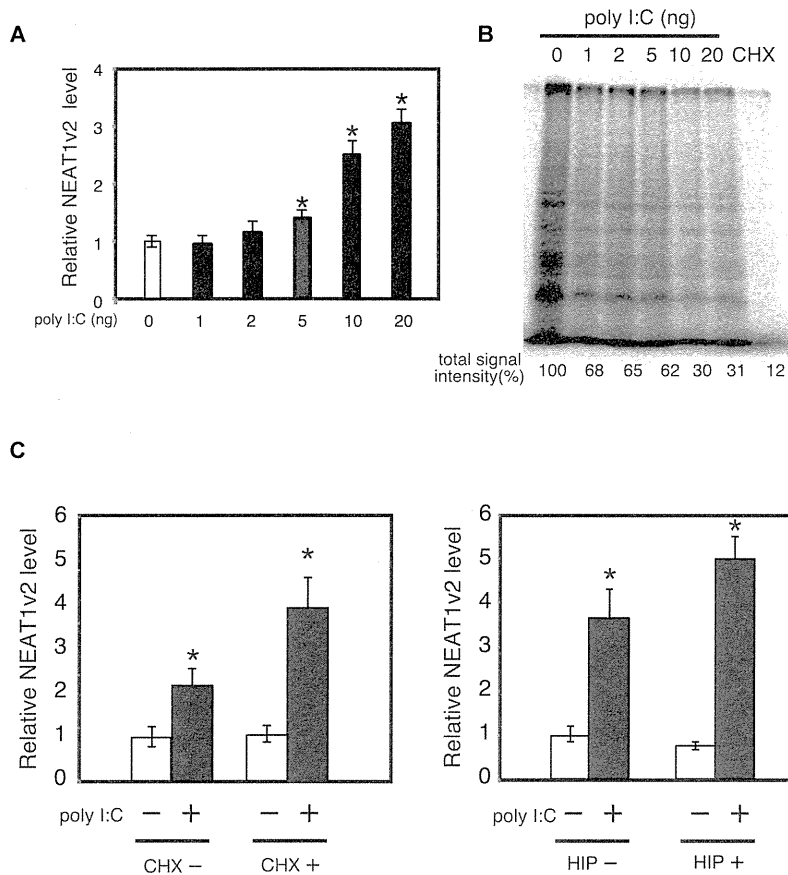 A
Relative NEAT1v2 level
4
3
2
1
0
* * *
poly I:C (ng) 0 1 2 5 10 20
B
poly I:C (ng)
0 1 2 5 10 20 CHX
total signal
intensity(%)
100 68 65 62 30 31 12
C
Relative NEAT1v2 level
6
5
4
3
2
1
0
* *
poly I:C − + − +
CHX − CHX +
Relative NEAT1v2 level
6
5
4
3
2
1
0
* *
poly I:C − + − +
HIP − HIP +